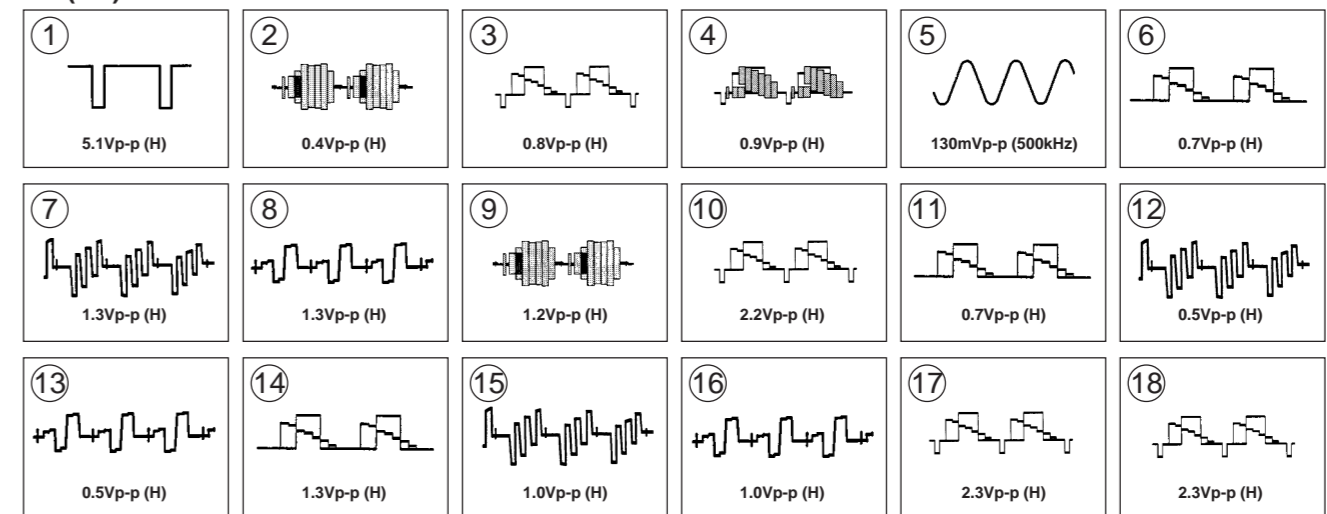 1 2 3 4 5 6
5.1Vp-p (H) 0.4Vp-p (H) 0.8Vp-p (H) 0.9Vp-p (H) 130mVp-p (500kHz) 0.7Vp-p (H)
7 8 9 10 11 12
1.3Vp-p (H) 1.3Vp-p (H) 1.2Vp-p (H) 2.2Vp-p (H) 0.7Vp-p (H) 0.5Vp-p (H)
13 14 15 16 17 18
0.5Vp-p (H) 1.3Vp-p (H) 1.0Vp-p (H) 1.0Vp-p (H) 2.3Vp-p (H) 2.3Vp-p (H)